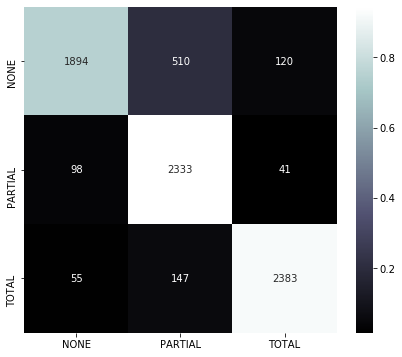 NONE 1894 510 120
PARTIAL 98 2333 41
TOTAL 55 147 2383
NONE PARTIAL TOTAL
0.8
0.6
0.4
0.2